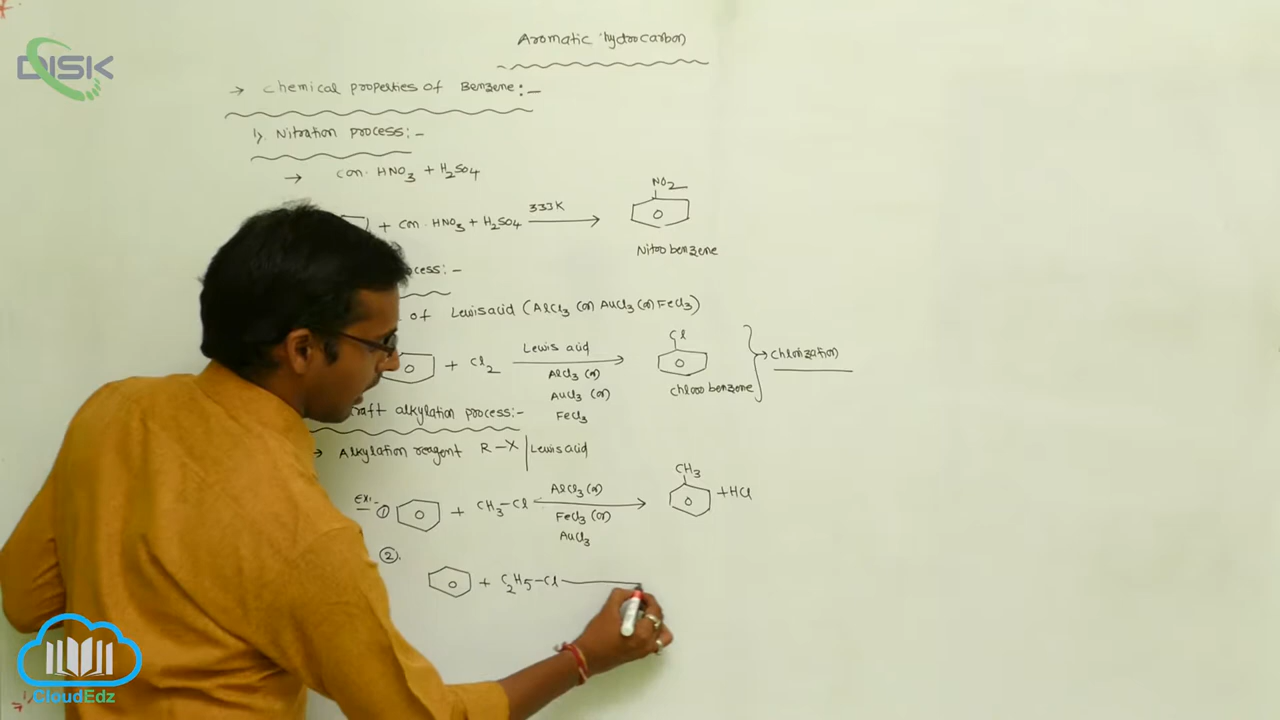 DISK
Aromatic hydrocarbon
→ Chemical properties of Benzene:-
1) Nitration process:-
→ con. HNO3 + H2SO4
+ con. HNO3 + H2SO4 333K →
NO2
Nitrobenzene
ocess:-
of Lewis acid (AlCl3 (or) AuCl3 (or) FeCl3)
+ Cl2 Lewis acid →
AlCl3 (or)
AuCl3 (or)
FeCl3
Cl
chlorobenzene
→ Chlorization
raft alkylation process:-
→ Alkylation reagent R-X | Lewis acid
Ex:- ① + CH3-Cl AlCl3 (or) →
FeCl3 (or)
AuCl3
CH3
+HCl
②.
+ C2H5-Cl
CloudEdz